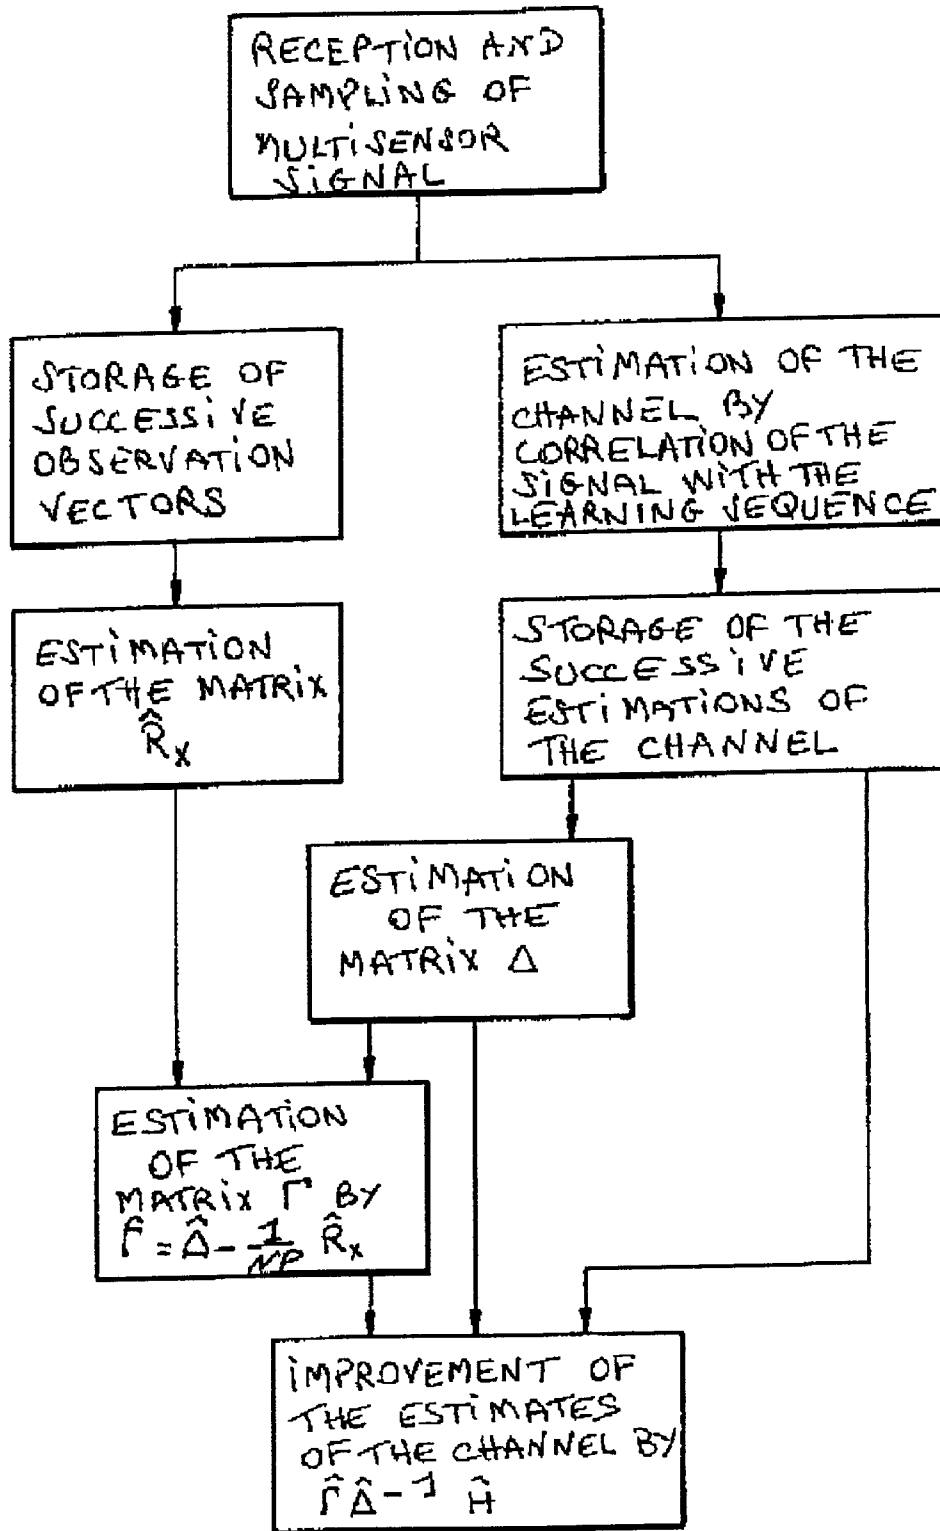 RECEPTION AND
SAMPLING OF
MULTISENSOR
SIGNAL
STORAGE OF
SUCCESSIVE
OBSERVATION
VECTORS
ESTIMATION OF THE
CHANNEL BY
CORRELATION OF THE
SIGNAL WITH THE
LEARNING SEQUENCE
ESTIMATION
OF THE MATRIX
R̂x
STORAGE OF THE
SUCCESSIVE
ESTIMATIONS OF
THE CHANNEL
ESTIMATION
OF THE
MATRIX Δ
ESTIMATION
OF THE
MATRIX Γ BY
Γ̂ = Δ̂ - 1/NP R̂x
IMPROVEMENT OF
THE ESTIMATES
OF THE CHANNEL BY
Γ̂ Δ̂ - 1 Ĥ